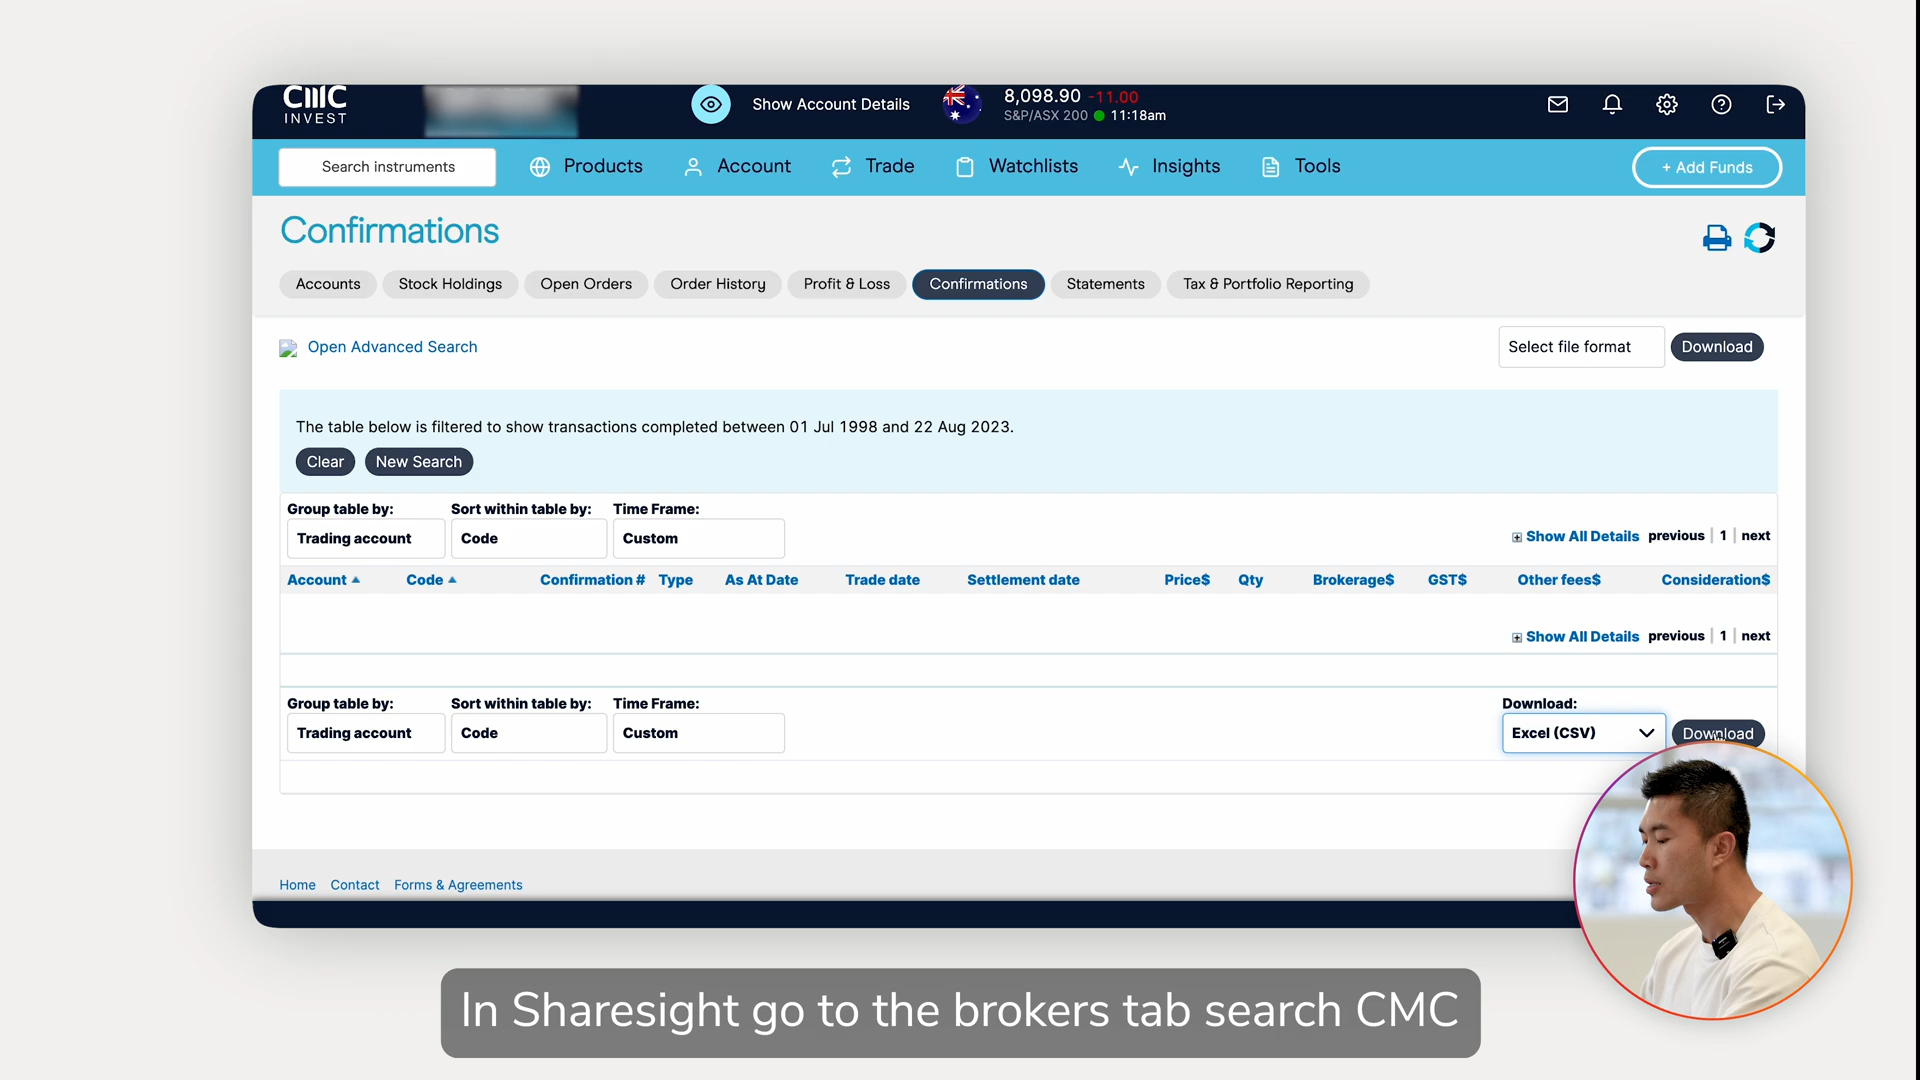 CMC
INVEST
Show Account Details
8,098.90 -11.00
S&P/ASX 200 11:18am
Search instruments
Products
Account
Trade
Watchlists
Insights
Tools
+ Add Funds
Confirmations
Accounts
Stock Holdings
Open Orders
Order History
Profit & Loss
Confirmations
Statements
Tax & Portfolio Reporting
Open Advanced Search
Select file format
Download
The table below is filtered to show transactions completed between 01 Jul 1998 and 22 Aug 2023.
Clear
New Search
Group table by: Sort within table by: Time Frame:
Trading account Code Custom
Show All Details previous | 1 | next
Account Code Confirmation # Type As At Date Trade date Settlement date Price$ Qty Brokerage$ GST$ Other fees$ Consideration$
Show All Details previous | 1 | next
Group table by: Sort within table by: Time Frame: Download:
Trading account Code Custom Excel (CSV) Download
Home Contact Forms & Agreements
In Sharesight go to the brokers tab search CMC